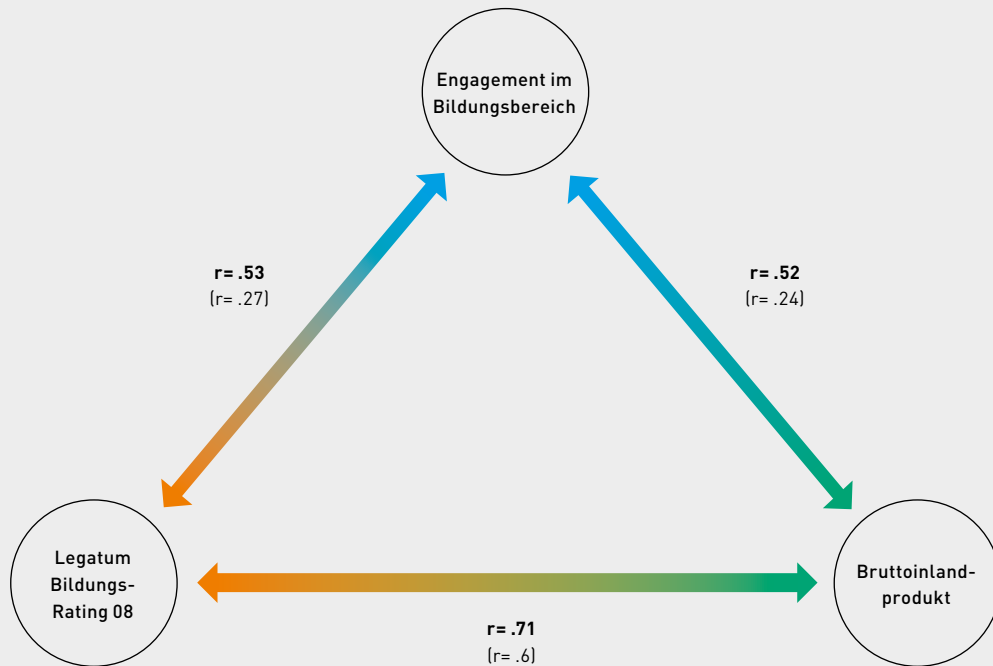 Engagement im
Bildungsbereich
r= .53
(r= .27)
r= .52
(r= .24)
Legatum
Bildungs-
Rating 08
Bruttoinland-
produkt
r= .71
(r= .6)